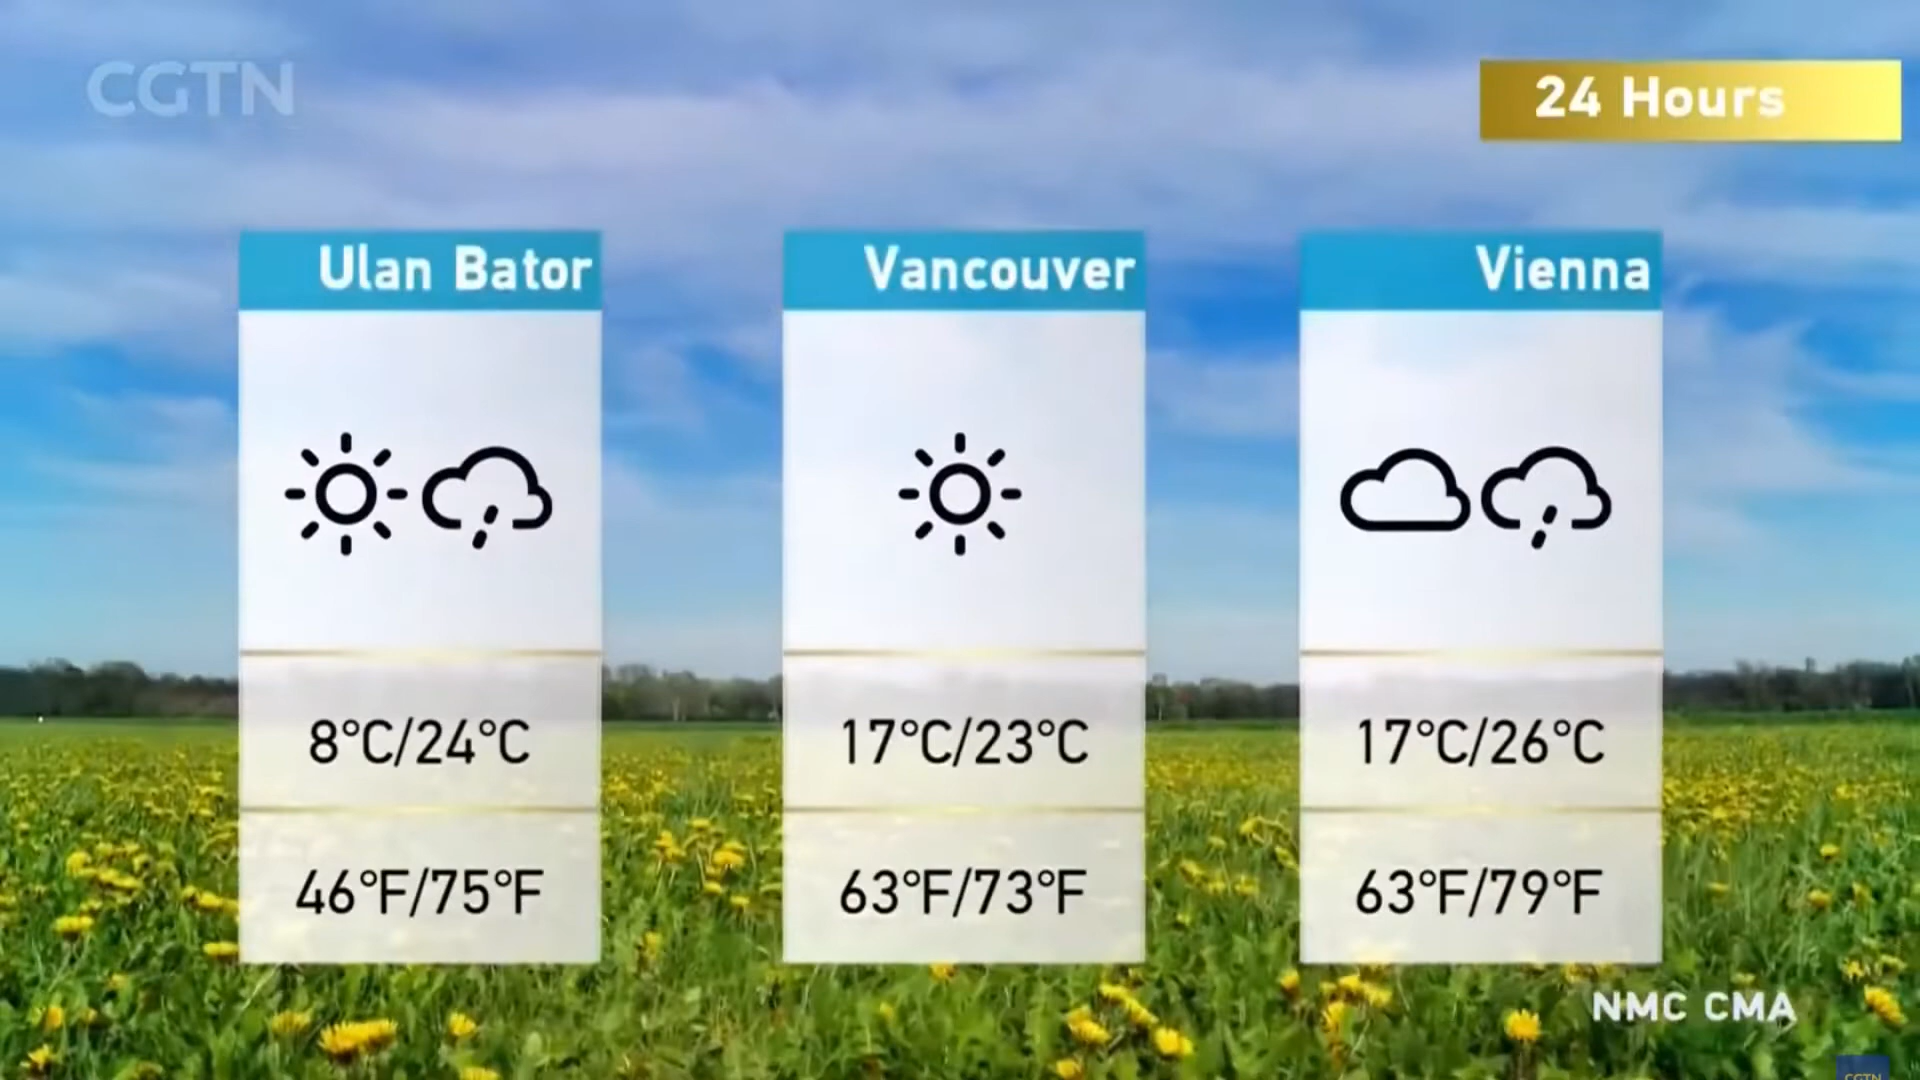 CGTN
24 Hours
Ulan Bator
8°C/24°C
46°F/75°F
Vancouver
17°C/23°C
63°F/73°F
Vienna
17°C/26°C
63°F/79°F
NMC CMA
CGTN